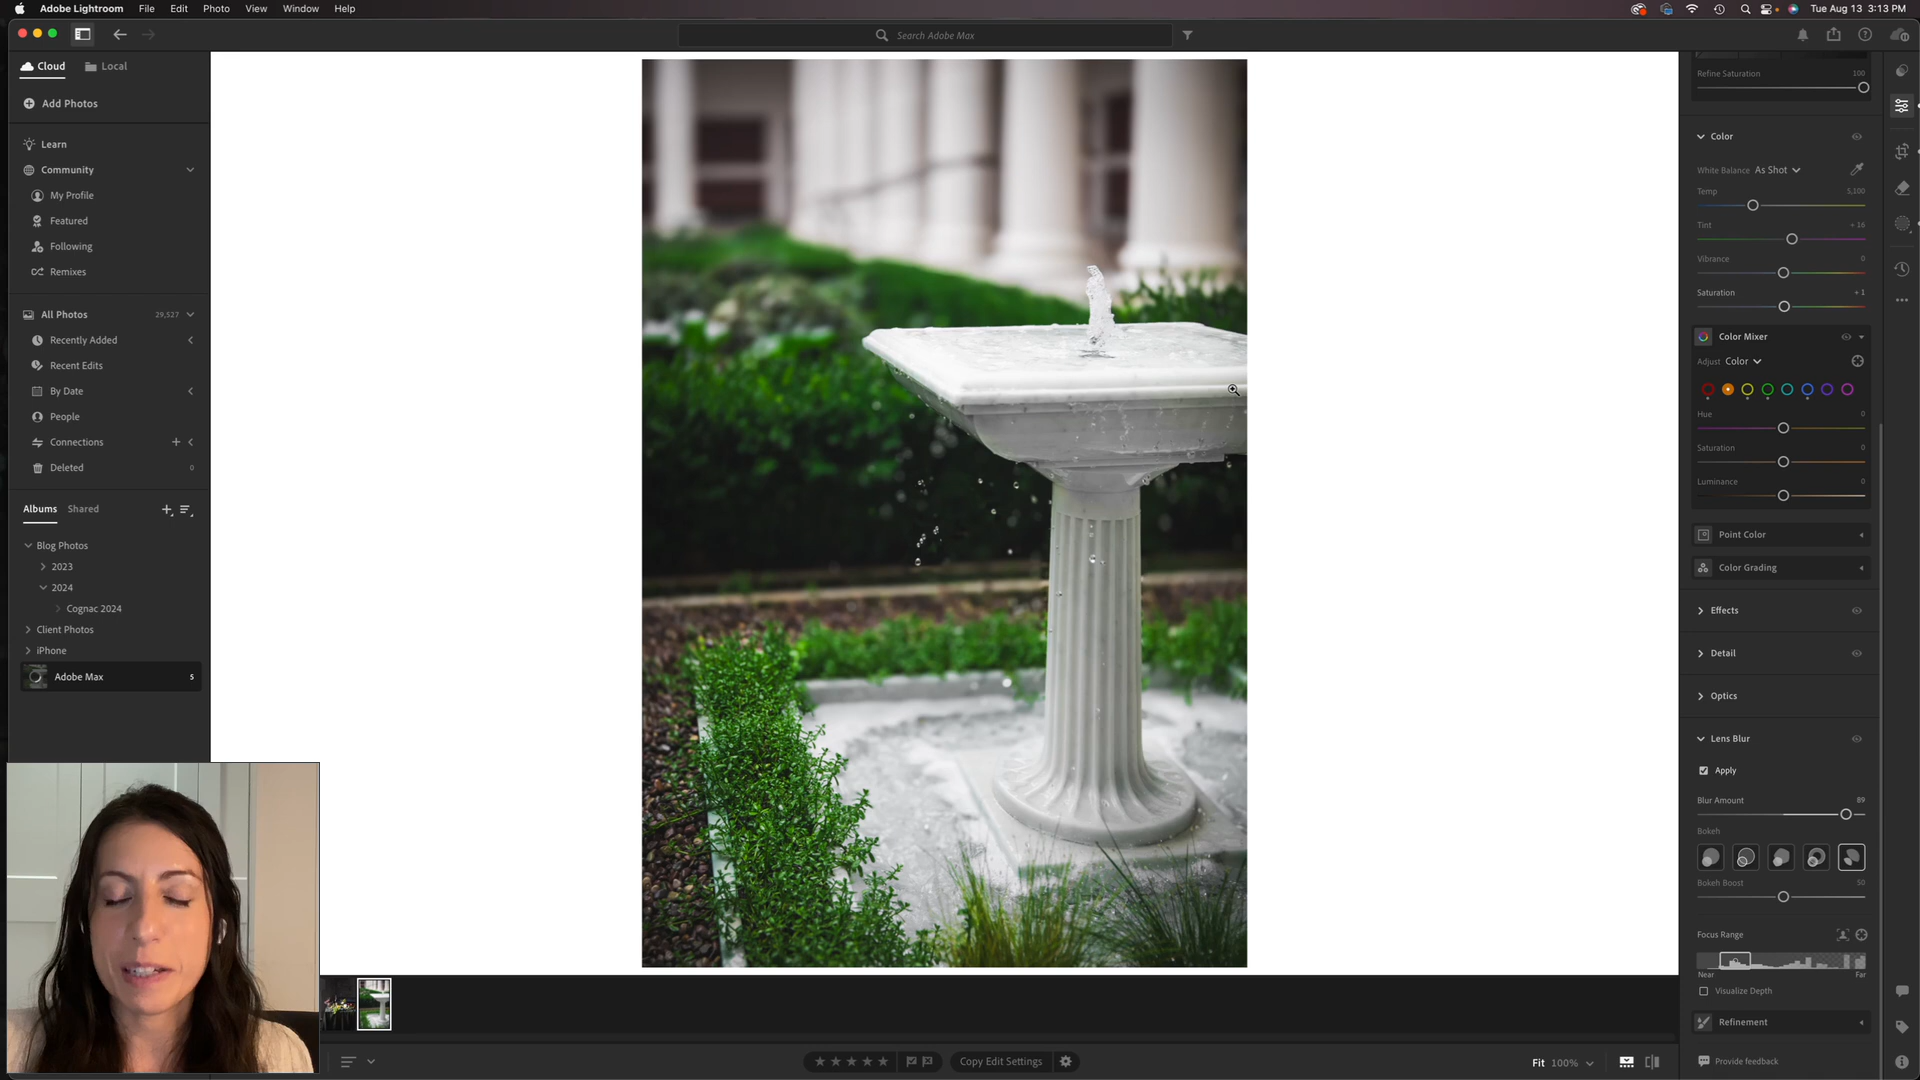 Adobe Lightroom File Edit Photo View Window Help Tue Aug 13 3:13 PM
Search Adobe Max
Cloud Local
Add Photos
Learn
Community
My Profile
Featured
Following
Remixes
All Photos 29,527
Recently Added
Recent Edits
By Date
People
Connections
Deleted 0
Albums Shared
Blog Photos
2023
2024
Cognac 2024
Client Photos
iPhone
Adobe Max 5
Refine Saturation 100
Color
White Balance As Shot
Temp 5,100
Tint + 16
Vibrance 0
Saturation + 1
Color Mixer
Adjust Color
Hue 0
Saturation 0
Luminance 0
Point Color
Color Grading
Effects
Detail
Optics
Lens Blur
Apply
Blur Amount 89
Bokeh
Bokeh Boost 50
Focus Range
Near Far
Visualize Depth
Refinement
Provide feedback
Copy Edit Settings
Fit 100%